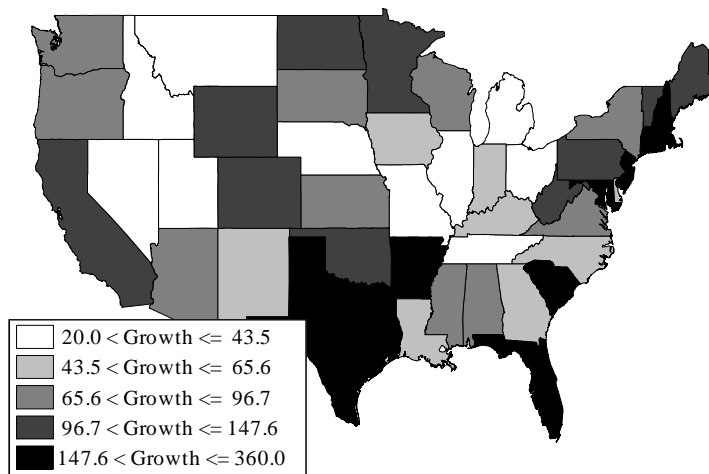 20.0 < Growth <= 43.5
43.5 < Growth <= 65.6
65.6 < Growth <= 96.7
96.7 < Growth <= 147.6
147.6 < Growth <= 360.0